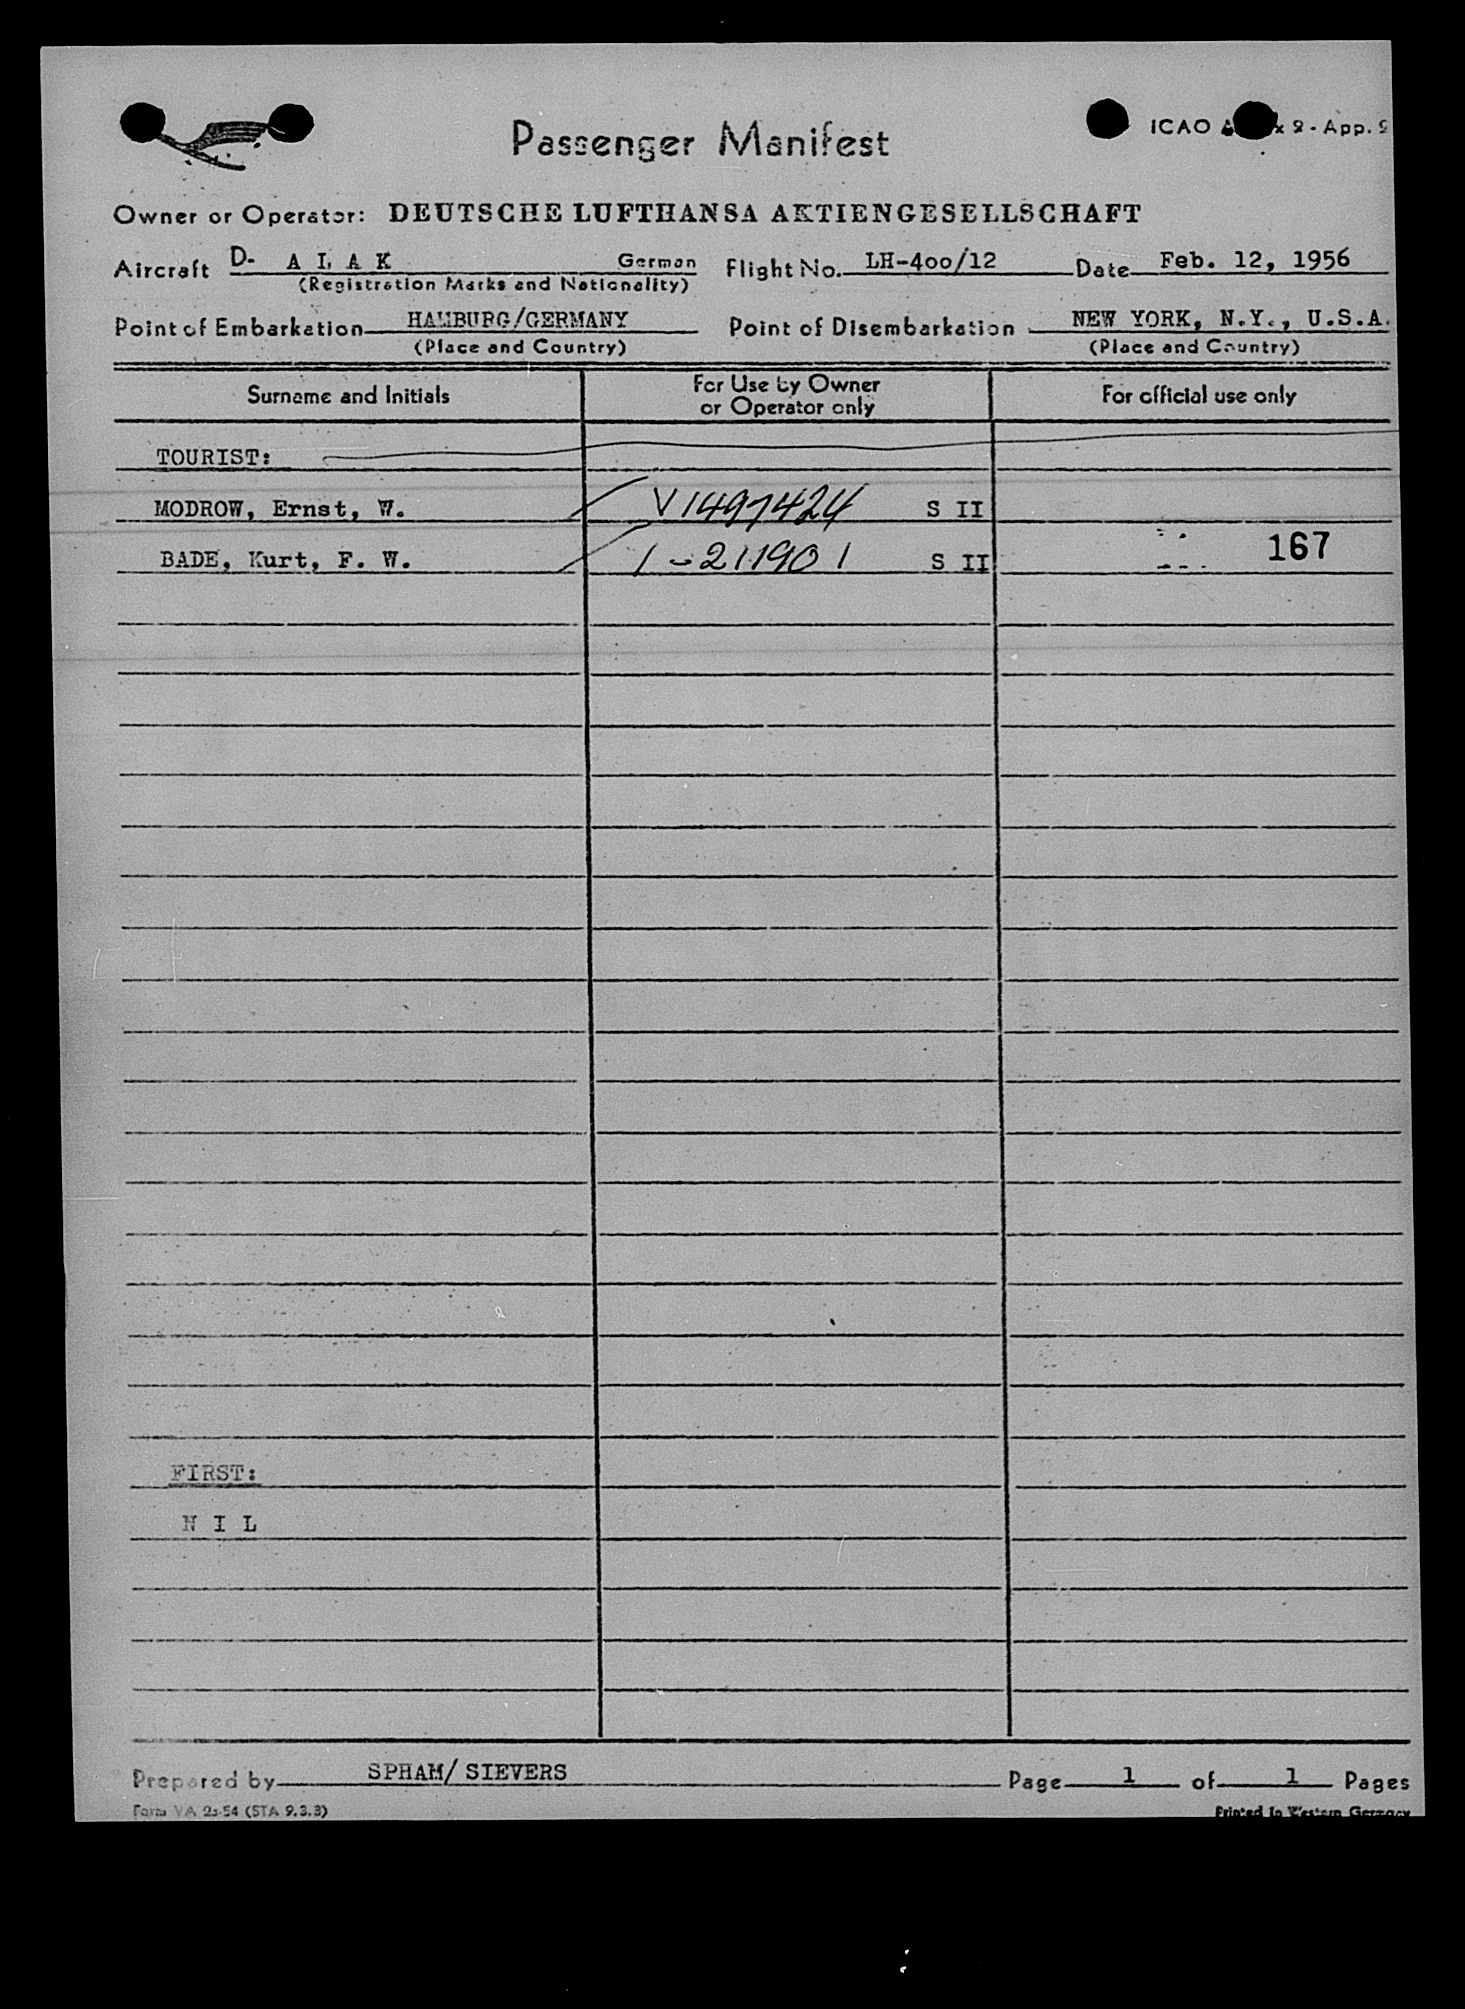 Passenger Manifest
ICAO x 9 - App. 9
Owner or Operator: DEUTSCHE LUFTHANSA AKTIENGESELLSCHAFT
Aircraft D- A L A K German Flight No. LH-4oo/12 Date Feb. 12, 1956
(Registration Marks and Nationality)
Point of Embarkation HAMBURG/GERMANY Point of Disembarkation NEW YORK, N.Y., U.S.A.
(Place and Country) (Place and Country)
Surname and Initials For Use by Owner or Operator only For official use only
TOURIST:
MODROW, Ernst, W. V1497424 S II
BADE, Kurt, F. W. 1-211901 S II 167
FIRST:
N I L
Prepared by SPHAM/ SIEVERS Page 1 of 1 Pages
Form VA 2a-54 (STA 9.3.3) Printed in Western Germany